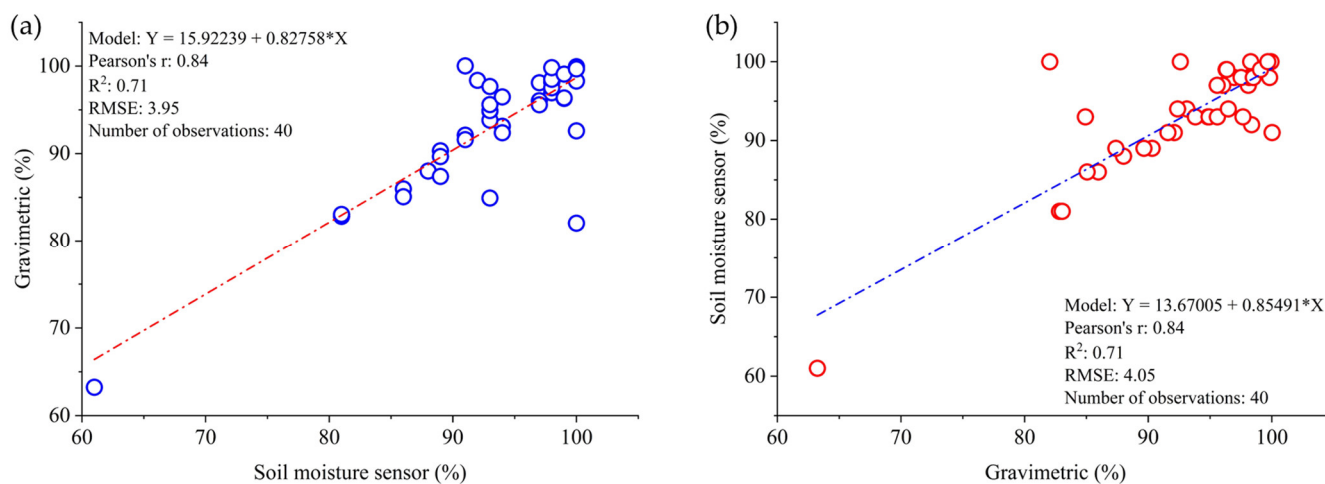 (a)
Model: Y = 15.92239 + 0.82758*X
Pearson's r: 0.84
R²: 0.71
RMSE: 3.95
Number of observations: 40
Gravimetric (%)
100
90
80
70
60
60 70 80 90 100
Soil moisture sensor (%)
(b)
Soil moisture sensor (%)
100
90
80
70
60
Model: Y = 13.67005 + 0.85491*X
Pearson's r: 0.84
R²: 0.71
RMSE: 4.05
Number of observations: 40
60 70 80 90 100
Gravimetric (%)